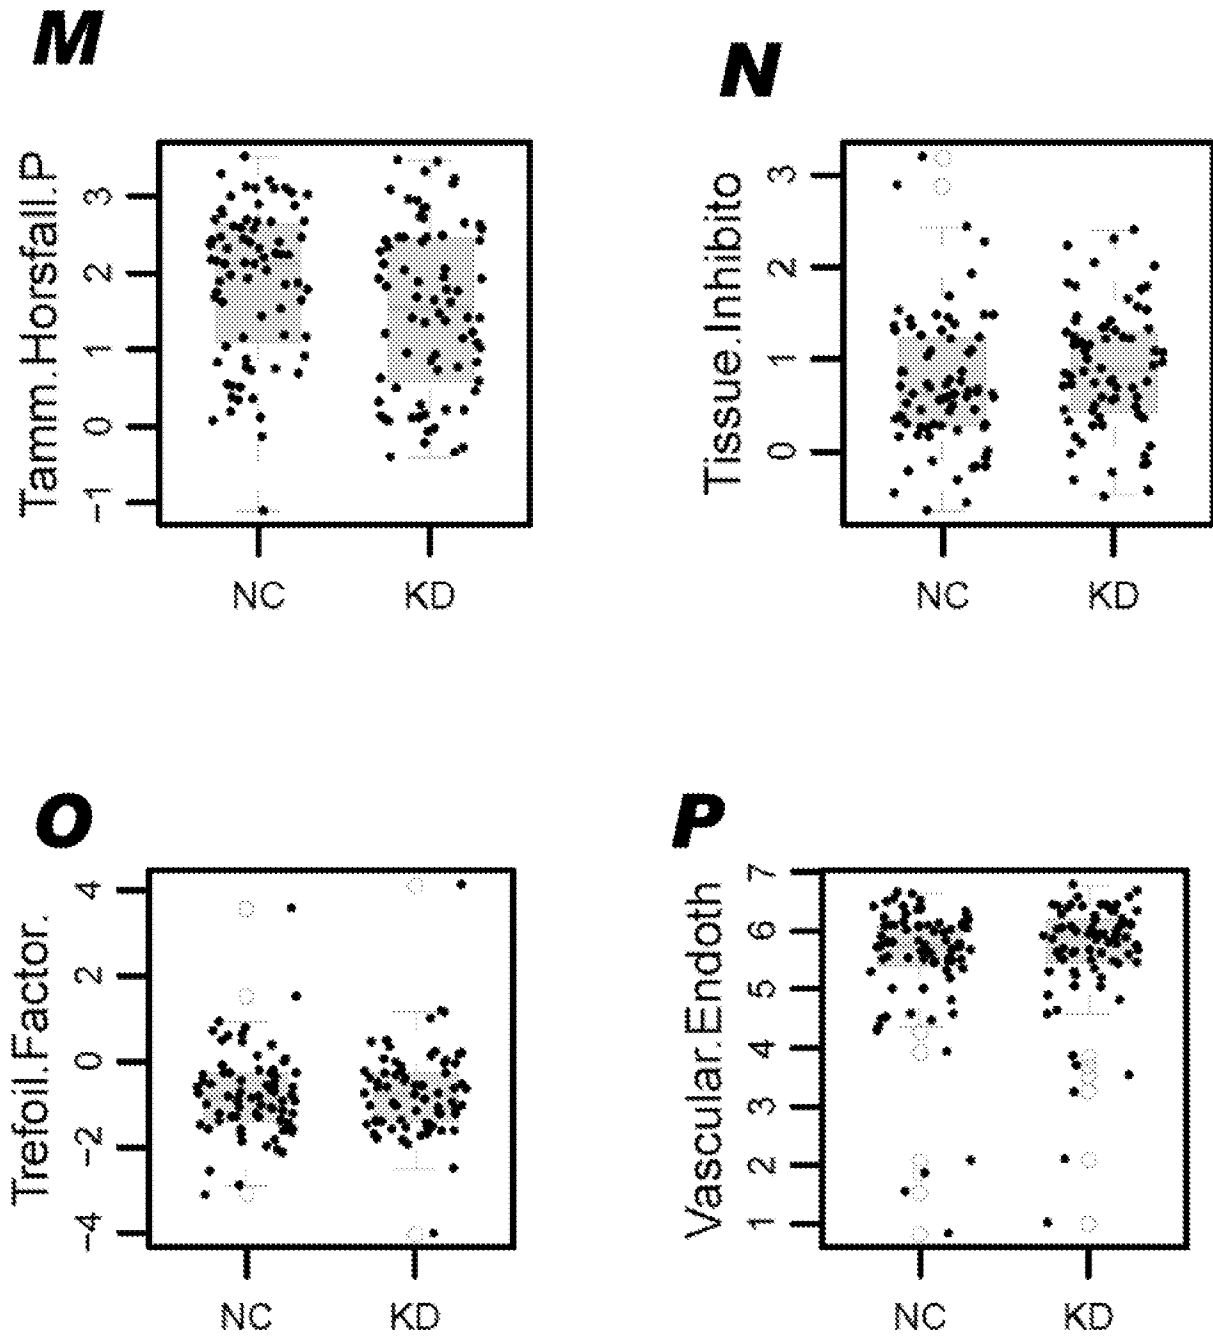 M
Tamm.Horsfall.P
3
2
1
0
−1
NC
KD
N
Tissue.Inhibito
3
2
1
0
NC
KD
O
Trefoil.Factor.
4
2
0
−2
−4
NC
KD
P
Vascular.Endoth
7
6
5
4
3
2
1
NC
KD